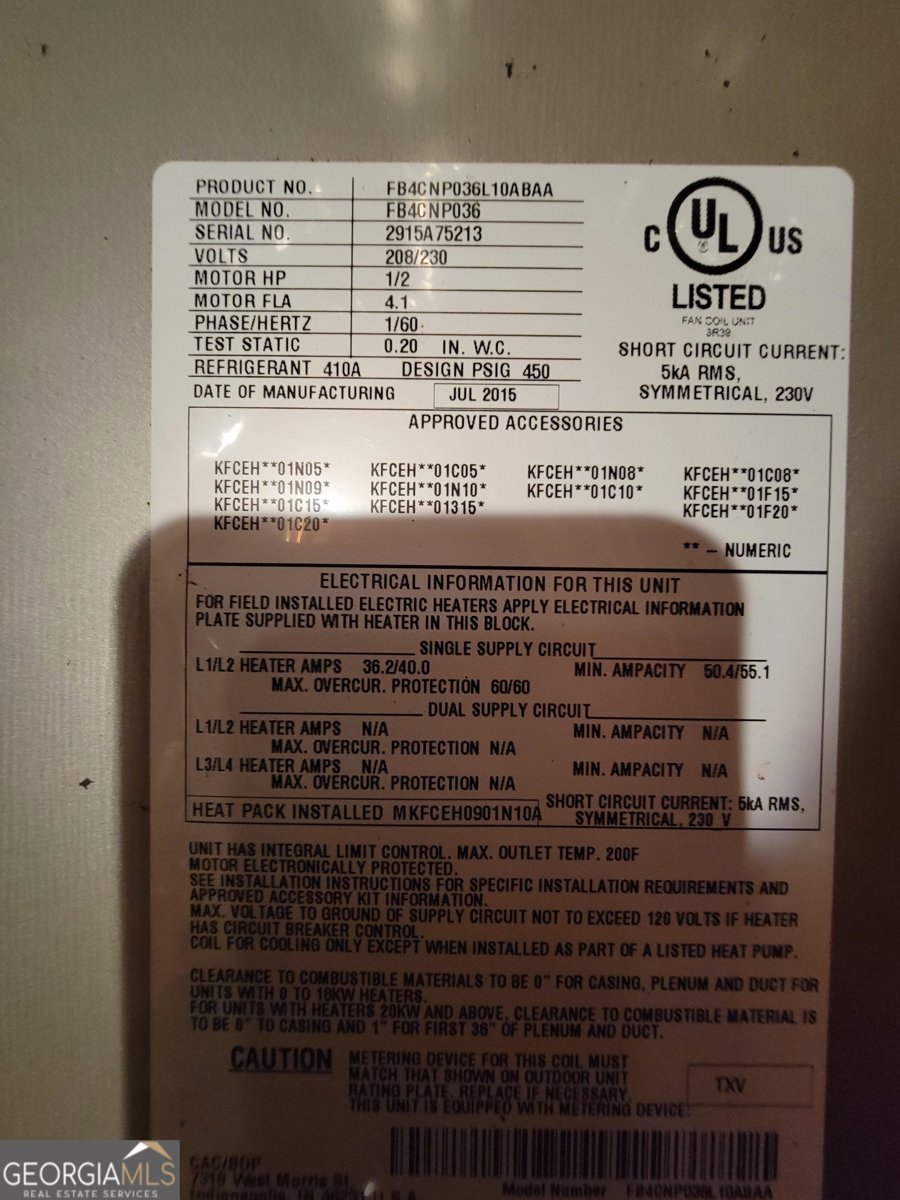 PRODUCT NO. FB4CNP036L10ABAA
MODEL NO. FB4CNP036
SERIAL NO. 2915A75213
VOLTS 208/230
MOTOR HP 1/2
MOTOR FLA 4.1
PHASE/HERTZ 1/60
TEST STATIC 0.20 IN. W.C.
REFRIGERANT 410A DESIGN PSIG 450
DATE OF MANUFACTURING JUL 2015
C UL US
LISTED
FAN COIL UNIT
3R39
SHORT CIRCUIT CURRENT:
5kA RMS,
SYMMETRICAL, 230V
APPROVED ACCESSORIES
KFCEH**01N05* KFCEH**01C05* KFCEH**01N08* KFCEH**01C08*
KFCEH**01N09* KFCEH**01N10* KFCEH**01C10* KFCEH**01F15*
KFCEH**01C15* KFCEH**01315* KFCEH**01F20*
KFCEH**01C20*
** - NUMERIC
ELECTRICAL INFORMATION FOR THIS UNIT
FOR FIELD INSTALLED ELECTRIC HEATERS APPLY ELECTRICAL INFORMATION
PLATE SUPPLIED WITH HEATER IN THIS BLOCK.
SINGLE SUPPLY CIRCUIT
L1/L2 HEATER AMPS 36.2/40.0 MIN. AMPACITY 50.4/55.1
MAX. OVERCUR. PROTECTION 60/60
DUAL SUPPLY CIRCUIT
L1/L2 HEATER AMPS N/A MIN. AMPACITY N/A
MAX. OVERCUR. PROTECTION N/A
L3/L4 HEATER AMPS N/A MIN. AMPACITY N/A
MAX. OVERCUR. PROTECTION N/A
HEAT PACK INSTALLED MKFCEH0901N10A
SHORT CIRCUIT CURRENT: 5kA RMS,
SYMMETRICAL, 230 V
UNIT HAS INTEGRAL LIMIT CONTROL. MAX. OUTLET TEMP. 200F
MOTOR ELECTRONICALLY PROTECTED.
SEE INSTALLATION INSTRUCTIONS FOR SPECIFIC INSTALLATION REQUIREMENTS AND
APPROVED ACCESSORY KIT INFORMATION.
MAX. VOLTAGE TO GROUND OF SUPPLY CIRCUIT NOT TO EXCEED 120 VOLTS IF HEATER
HAS CIRCUIT BREAKER CONTROL.
COIL FOR COOLING ONLY EXCEPT WHEN INSTALLED AS PART OF A LISTED HEAT PUMP.
CLEARANCE TO COMBUSTIBLE MATERIALS TO BE 0" FOR CASING, PLENUM AND DUCT FOR
UNITS WITH 0 TO 18KW HEATERS.
FOR UNITS WITH HEATERS 20KW AND ABOVE, CLEARANCE TO COMBUSTIBLE MATERIAL IS
TO BE 0" TO CASING AND 1" FOR FIRST 36" OF PLENUM AND DUCT.
CAUTION METERING DEVICE FOR THIS COIL MUST
MATCH THAT SHOWN ON OUTDOOR UNIT
RATING PLATE. REPLACE IF NECESSARY.
THIS UNIT IS EQUIPPED WITH METERING DEVICE:
TXV
CAC/BDP
7310 West Morris St.
Indianapolis, IN
Model Number FB4CNP036L10ABAA
GEORGIAMLS
REAL ESTATE SERVICES